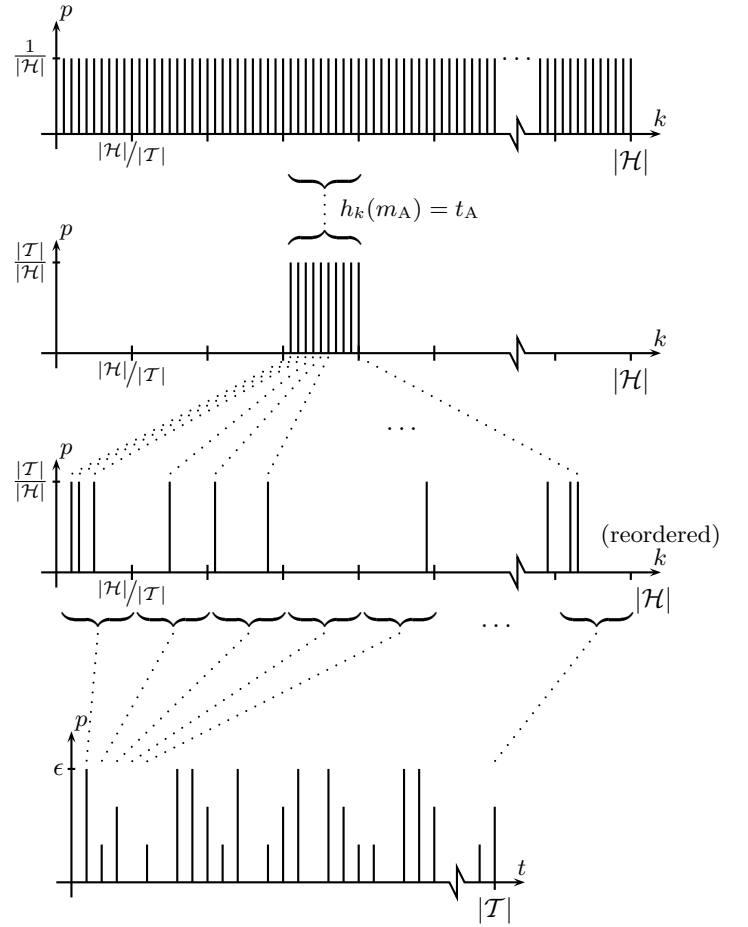 p
1/|ℋ|
· · ·
k
|ℋ|/|𝒯|
|ℋ|
h_k(m_A) = t_A
p
|𝒯|/|ℋ|
k
|ℋ|/|𝒯|
|ℋ|
· · ·
p
|𝒯|/|ℋ|
(reordered)
k
|ℋ|/|𝒯|
|ℋ|
· · ·
p
ϵ
t
|𝒯|